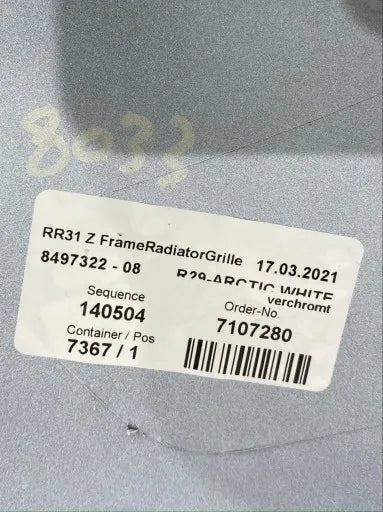 8033
RR31 Z FrameRadiatorGrille 17.03.2021
8497322 - 08 B29-ARCTIC WHITE
verchromt
Sequence Order-No.
140504 7107280
Container / Pos
7367 / 1